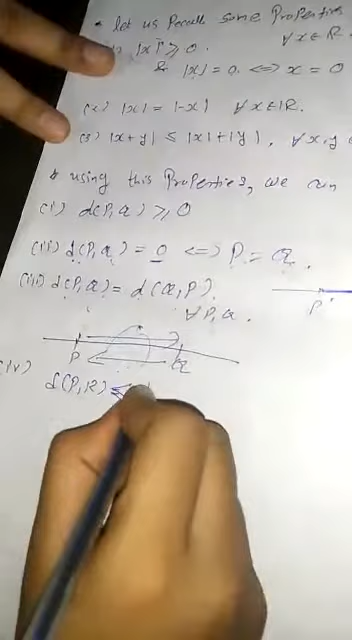 • let us Recall some Properties
|x| ≥ 0. ∀ x ∈ R.
& |x| = 0 <=> x = 0
(2) |x| = |-x| ∀ x ∈ R.
(3) |x+y| ≤ |x|+|y|, ∀ x, y
using this Properties, we can
(i) d(P,Q) ≥ 0
(ii) d(P,Q) = 0 <=> P = Q.
(iii) d(P,Q) = d(Q,P).
∀ P, Q.
P
P Q
(iv)
d(P,R) ≤